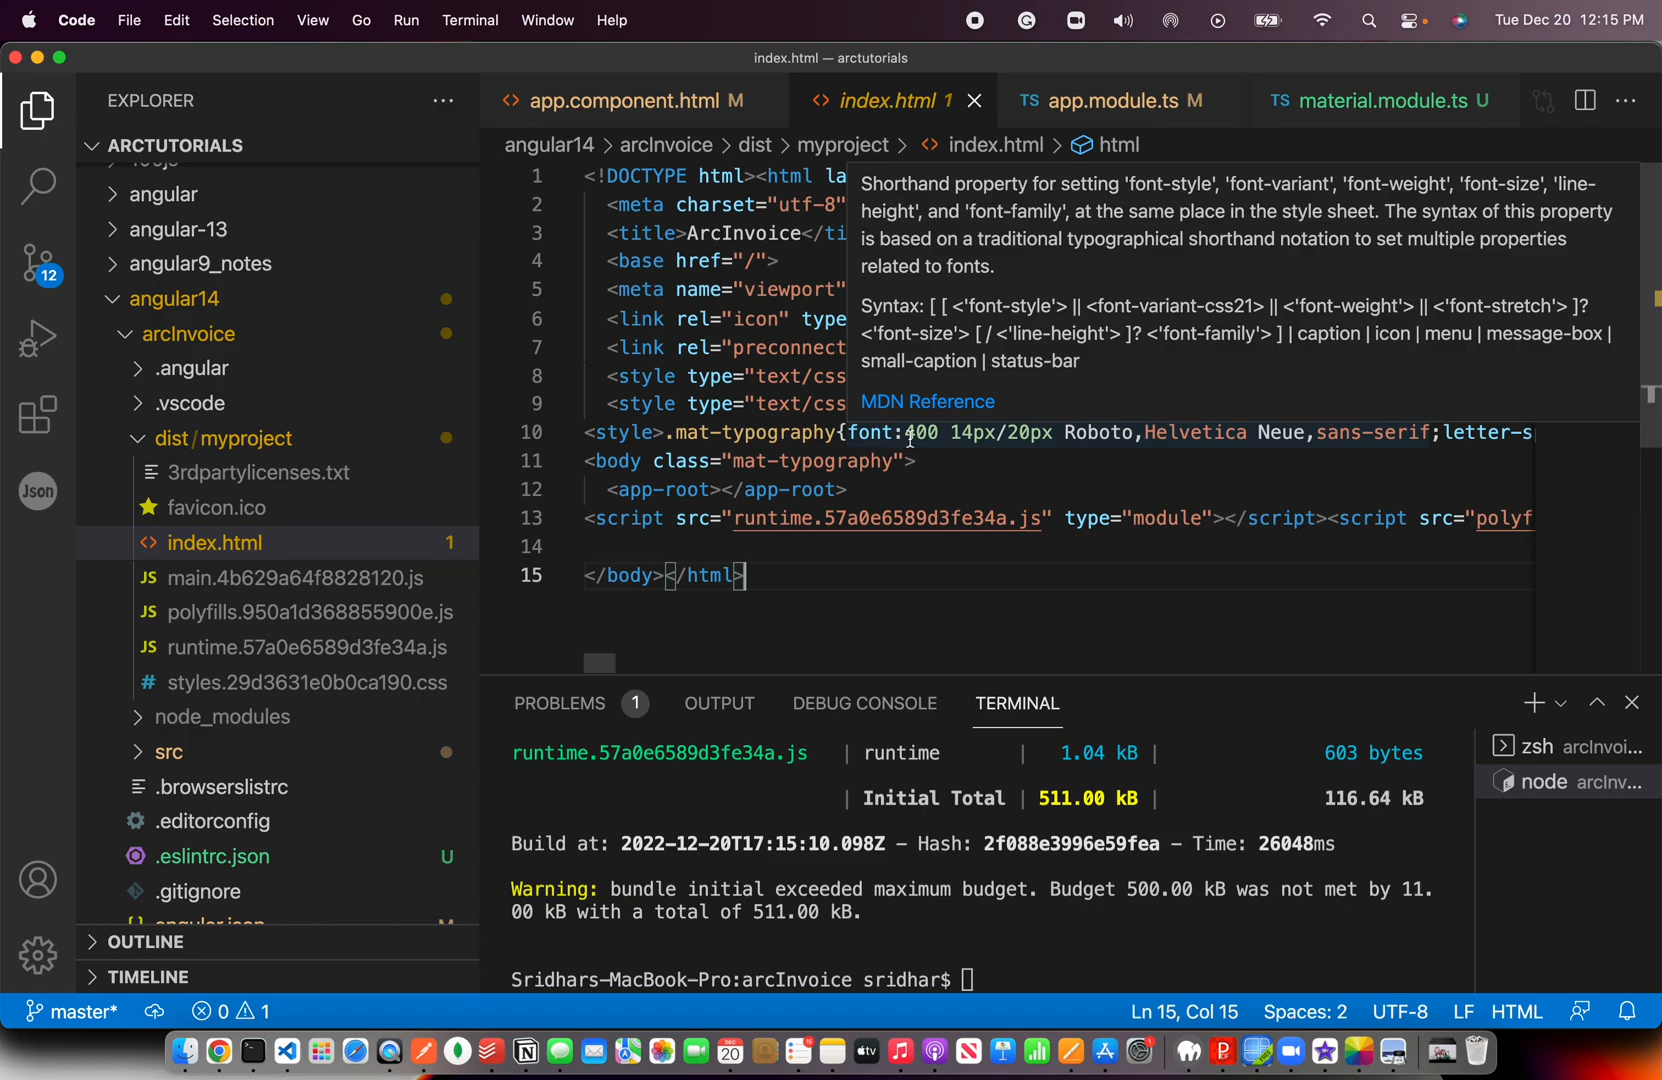 Code File Edit Selection View Go Run Terminal Window Help Tue Dec 20 12:15 PM
index.html — arctutorials
EXPLORER
ARCTUTORIALS
angular
angular-13
angular9_notes
angular14
arcInvoice
.angular
.vscode
dist / myproject
3rdpartylicenses.txt
favicon.ico
index.html 1
main.4b629a64f8828120.js
polyfills.950a1d368855900e.js
runtime.57a0e6589d3fe34a.js
styles.29d3631e0b0ca190.css
node_modules
src
.browserslistrc
.editorconfig
.eslintrc.json U
.gitignore
OUTLINE
TIMELINE
12
Json
app.component.html M
index.html 1
TS app.module.ts M
TS material.module.ts U
angular14 > arcInvoice > dist > myproject > index.html > html
1 <!DOCTYPE html><html la
2 <meta charset="utf-8"
3 <title>ArcInvoice</ti
4 <base href="/">
5 <meta name="viewport"
6 <link rel="icon" type
7 <link rel="preconnect
8 <style type="text/css
9 <style type="text/css
10 <style>.mat-typography{font:400 14px/20px Roboto,Helvetica Neue,sans-serif;letter-s
11 <body class="mat-typography">
12 <app-root></app-root>
13 <script src="runtime.57a0e6589d3fe34a.js" type="module"></script><script src="polyf
14
15 </body></html>
Shorthand property for setting 'font-style', 'font-variant', 'font-weight', 'font-size', 'line-
height', and 'font-family', at the same place in the style sheet. The syntax of this property
is based on a traditional typographical shorthand notation to set multiple properties
related to fonts.
Syntax: [ [ <'font-style'> || <font-variant-css21> || <'font-weight'> || <'font-stretch'> ]?
<'font-size'> [ / <'line-height'> ]? <'font-family'> ] | caption | icon | menu | message-box |
small-caption | status-bar
MDN Reference
PROBLEMS 1 OUTPUT DEBUG CONSOLE TERMINAL
runtime.57a0e6589d3fe34a.js | runtime | 1.04 kB | 603 bytes
| Initial Total | 511.00 kB | 116.64 kB
Build at: 2022-12-20T17:15:10.098Z - Hash: 2f088e3996e59fea - Time: 26048ms
Warning: bundle initial exceeded maximum budget. Budget 500.00 kB was not met by 11.
00 kB with a total of 511.00 kB.
Sridhars-MacBook-Pro:arcInvoice sridhar$
zsh arcInvoi...
node arcInv...
master* 0 1 Ln 15, Col 15 Spaces: 2 UTF-8 LF HTML